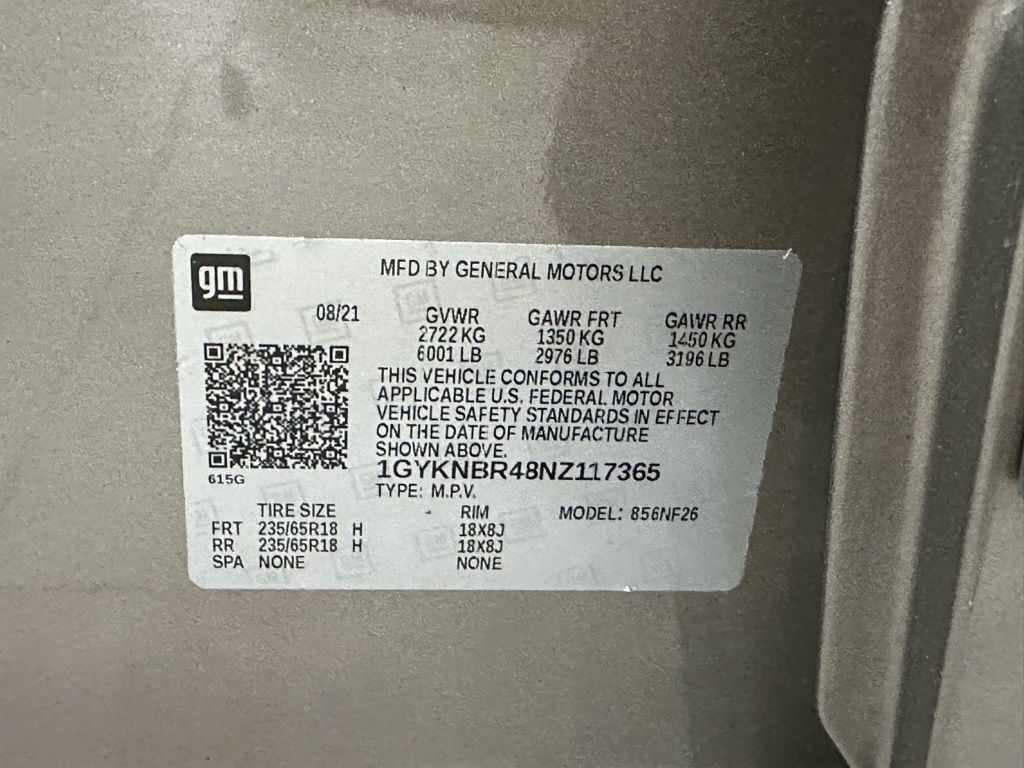 gm
MFD BY GENERAL MOTORS LLC
08/21 GVWR GAWR FRT GAWR RR
2722 KG 1350 KG 1450 KG
6001 LB 2976 LB 3196 LB
THIS VEHICLE CONFORMS TO ALL
APPLICABLE U.S. FEDERAL MOTOR
VEHICLE SAFETY STANDARDS IN EFFECT
ON THE DATE OF MANUFACTURE
SHOWN ABOVE.
1GYKNBR48NZ117365
615G
TYPE: M.P.V.
TIRE SIZE RIM MODEL: 856NF26
FRT 235/65R18 H 18X8J
RR 235/65R18 H 18X8J
SPA NONE NONE